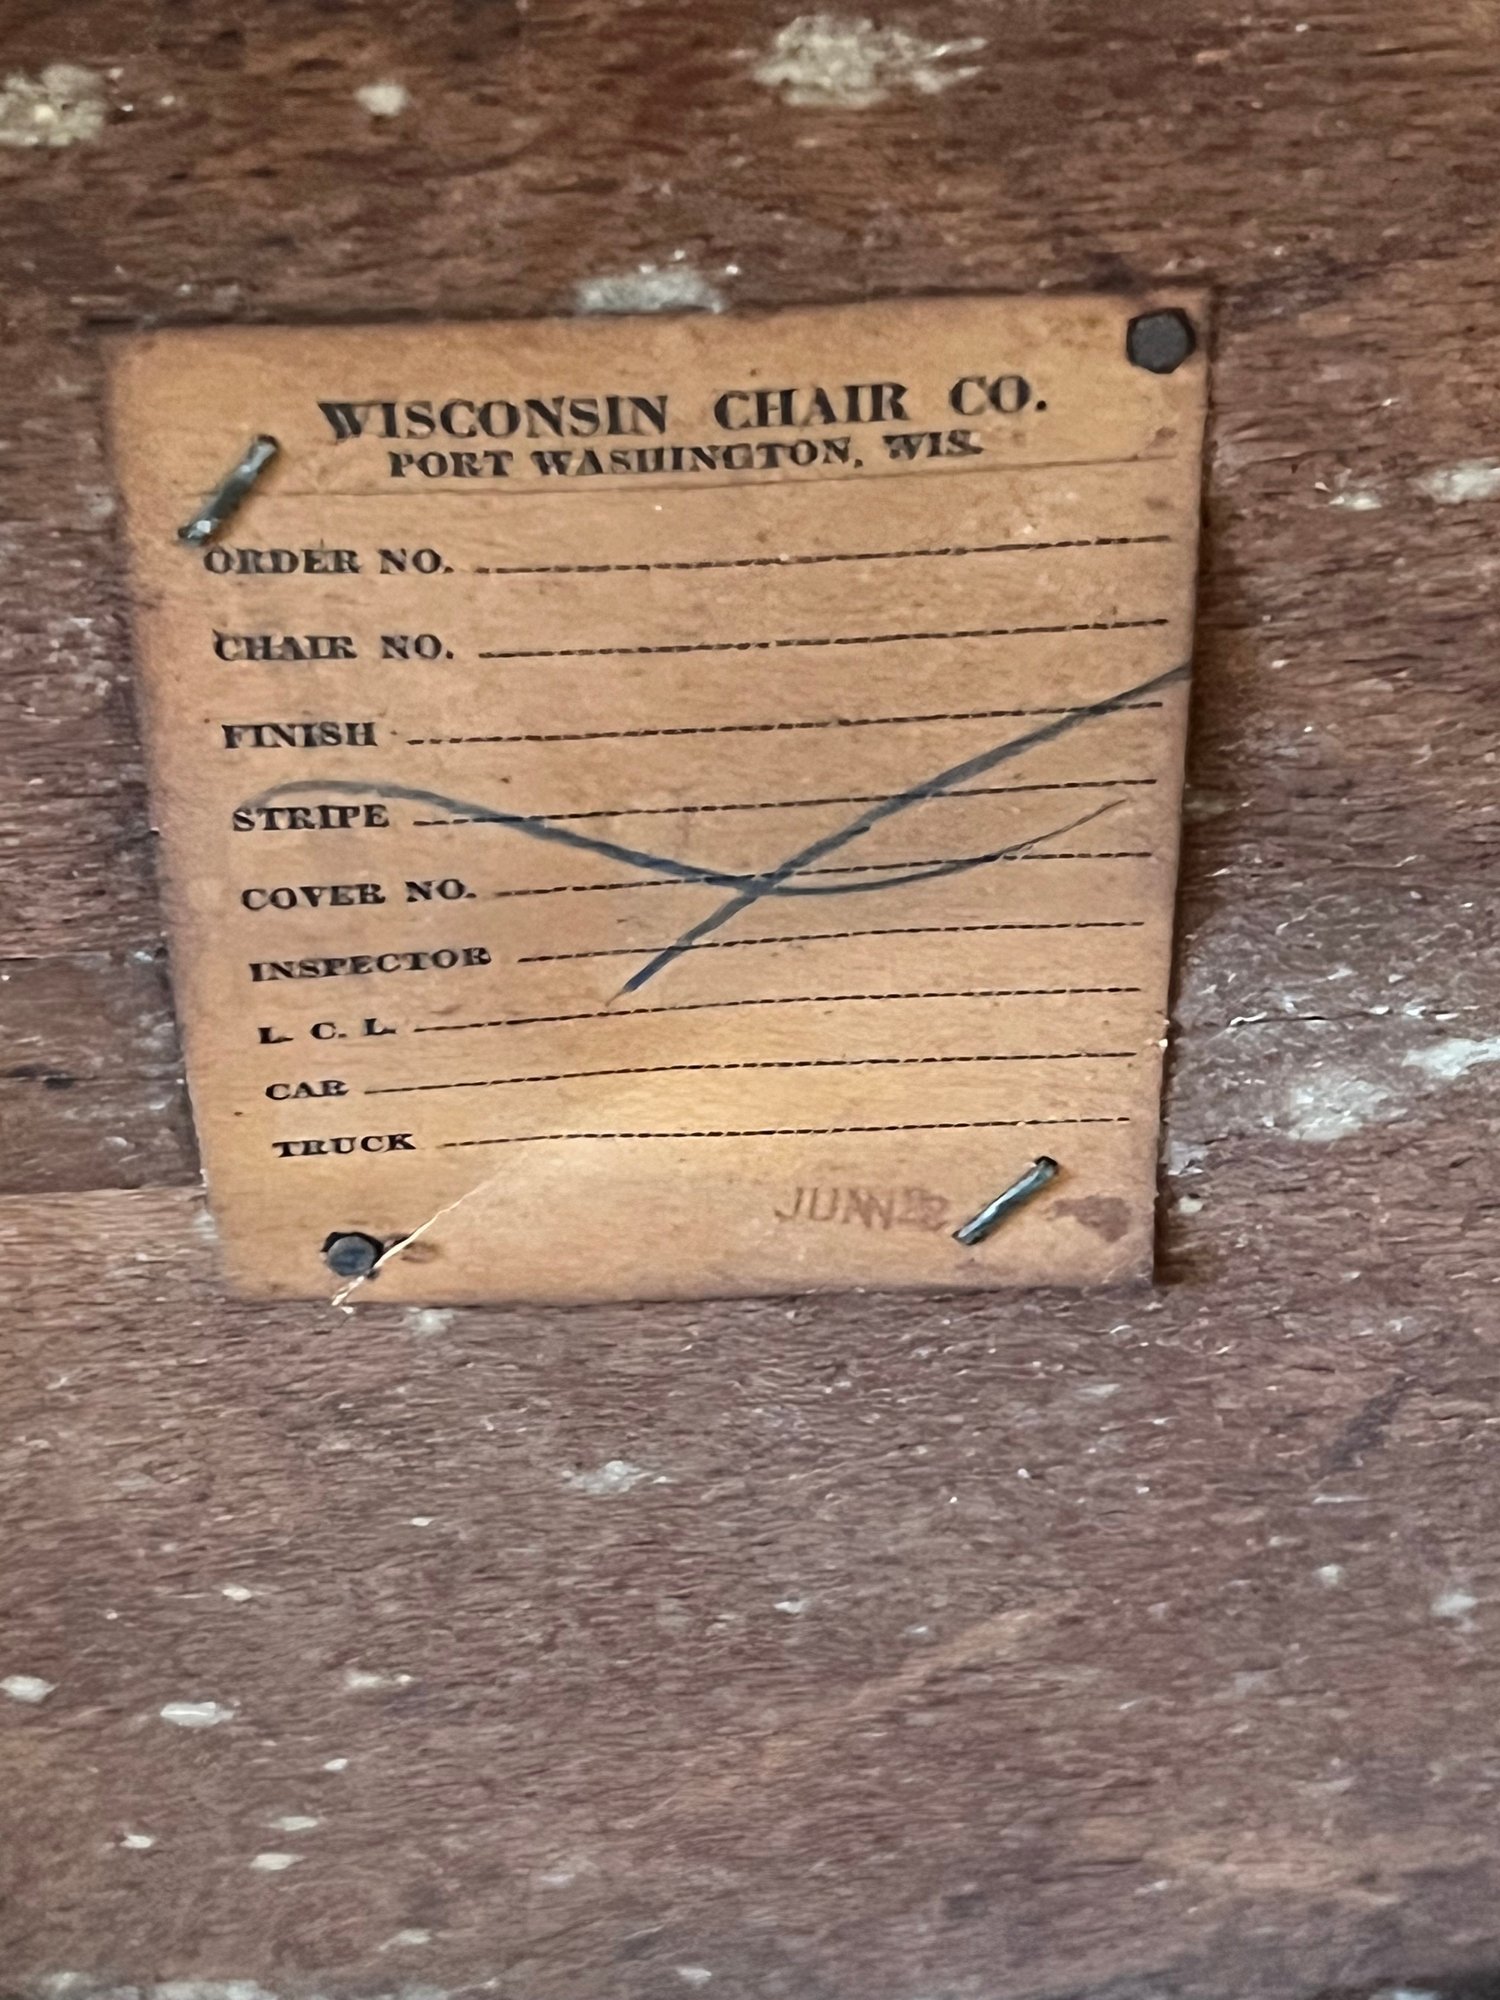 WISCONSIN CHAIR CO.
PORT WASHINGTON, WIS.
ORDER NO.
CHAIR NO.
FINISH
STRIPE
COVER NO.
INSPECTOR
L. C. L.
CAR
TRUCK